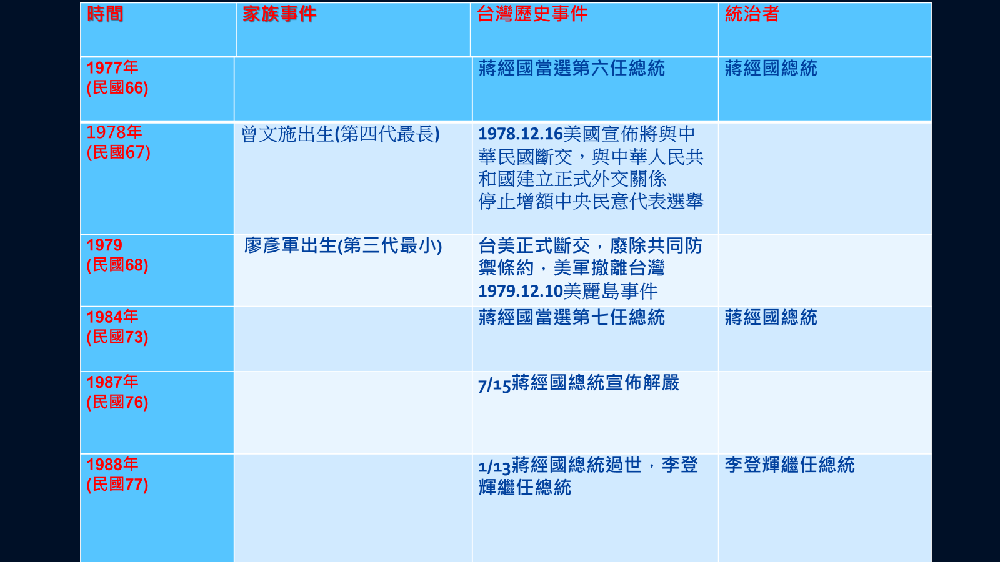 時間 家族事件 台灣歷史事件 統治者
1977年 蔣經國當選第六任總統 蔣經國總統
(民國66)
1978年 曾文施出生(第四代最長) 1978.12.16美國宣佈將與中
(民國67) 華民國斷交，與中華人民共
和國建立正式外交關係
停止增額中央民意代表選舉
1979 廖彥軍出生(第三代最小) 台美正式斷交，廢除共同防
(民國68) 禦條約，美軍撤離台灣
1979.12.10美麗島事件
1984年 蔣經國當選第七任總統 蔣經國總統
(民國73)
1987年 7/15蔣經國總統宣佈解嚴
(民國76)
1988年 1/13蔣經國總統過世，李登 李登輝繼任總統
(民國77) 輝繼任總統